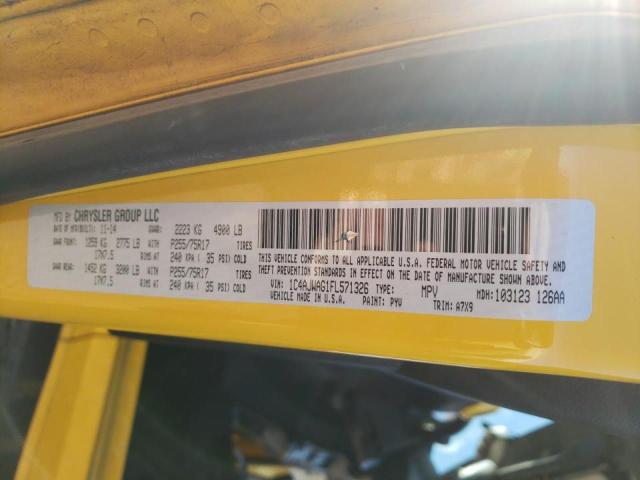 MFD BY CHRYSLER GROUP LLC
DATE OF MFR(BUILT): 11-14 GVWR: 2223 KG 4900 LB
GAWR FRONT: 1259 KG 2775 LB WITH P255/75R17 TIRES
17X7.5 RIMS AT 240 KPA ( 35 PSI) COLD
GAWR REAR: 1452 KG 3200 LB WITH P255/75R17 TIRES
17X7.5 RIMS AT 240 KPA ( 35 PSI) COLD
THIS VEHICLE CONFORMS TO ALL APPLICABLE U.S.A. FEDERAL MOTOR VEHICLE SAFETY AND
THEFT PREVENTION STANDARDS IN EFFECT ON THE DATE OF MANUFACTURE SHOWN ABOVE.
VIN: 1C4AJWAG1FL571326 TYPE: MPV MDH: 103123 126AA
VEHICLE MADE IN U.S.A. PAINT: PYV TRIM: A7X9